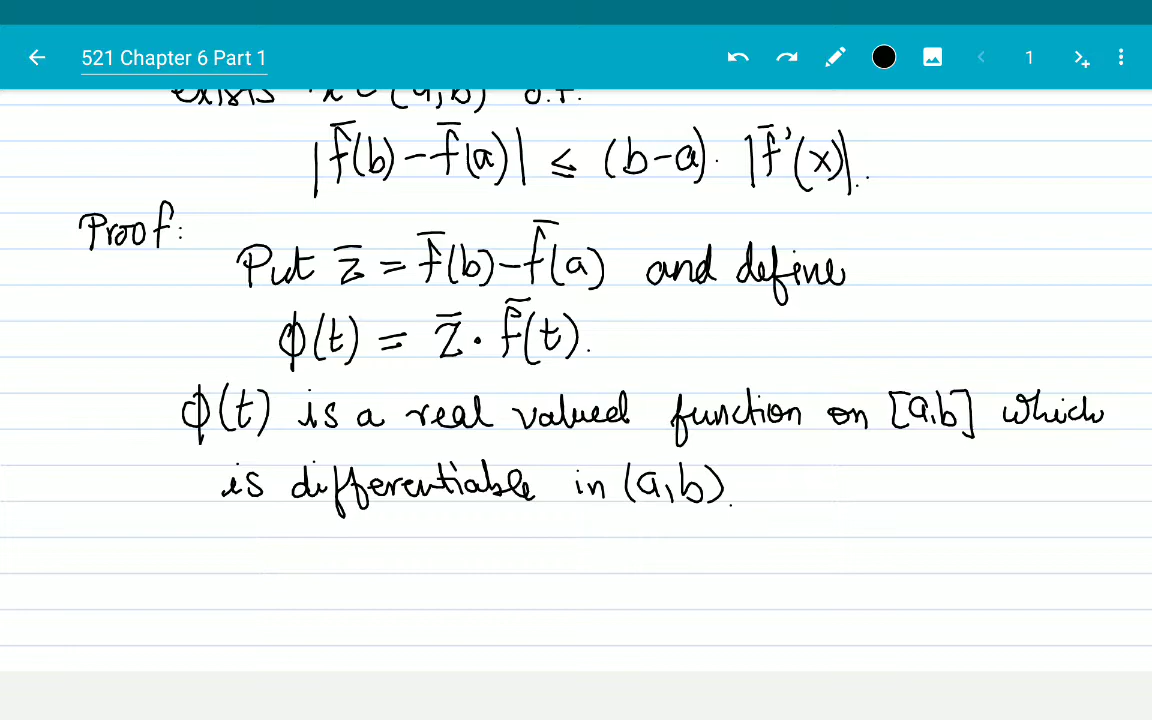 521 Chapter 6 Part 1
1
exists x ∈ (a,b) s.t.
|f̄(b) − f̄(a)| ≤ (b−a) · |f̄'(x)|.
Proof:
Put z̄ = f̄(b) − f̄(a) and define
ϕ(t) = z̄ · f̄(t).
ϕ(t) is a real valued function on [a,b] which
is differentiable in (a,b).